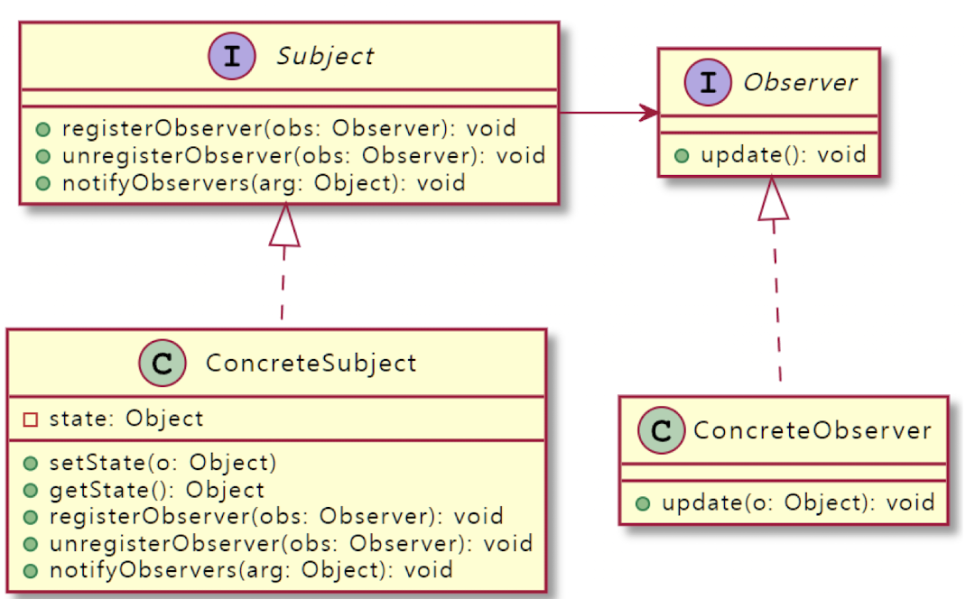 I Subject
registerObserver(obs: Observer): void
unregisterObserver(obs: Observer): void
notifyObservers(arg: Object): void
I Observer
update(): void
C ConcreteSubject
state: Object
setState(o: Object)
getState(): Object
registerObserver(obs: Observer): void
unregisterObserver(obs: Observer): void
notifyObservers(arg: Object): void
C ConcreteObserver
update(o: Object): void